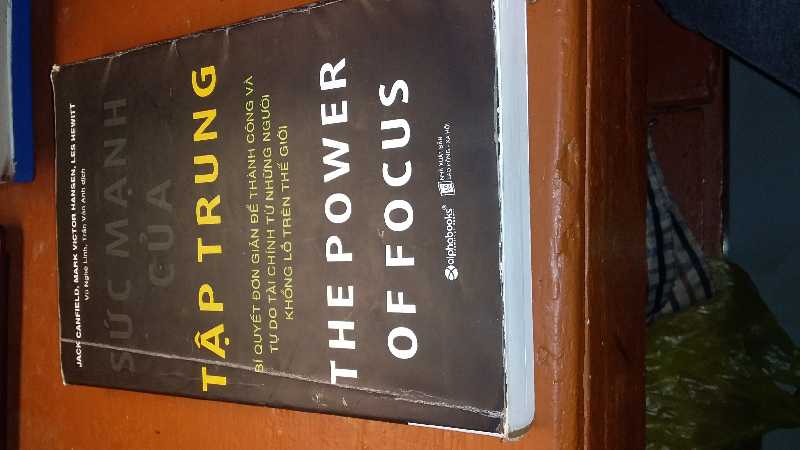 JACK CANFIELD, MARK VICTOR HANSEN, LES HEWITT
Vũ Nghệ Linh, Trần Vân Anh dịch
SỨC MẠNH
CỦA
TẬP TRUNG
BÍ QUYẾT ĐƠN GIẢN ĐỂ THÀNH CÔNG VÀ
TỰ DO TÀI CHÍNH TỪ NHỮNG NGƯỜI
KHỔNG LỒ TRÊN THẾ GIỚI
THE POWER
OF FOCUS
alphabooks®
NHÀ XUẤT BẢN
LAO ĐỘNG - XÃ HỘI